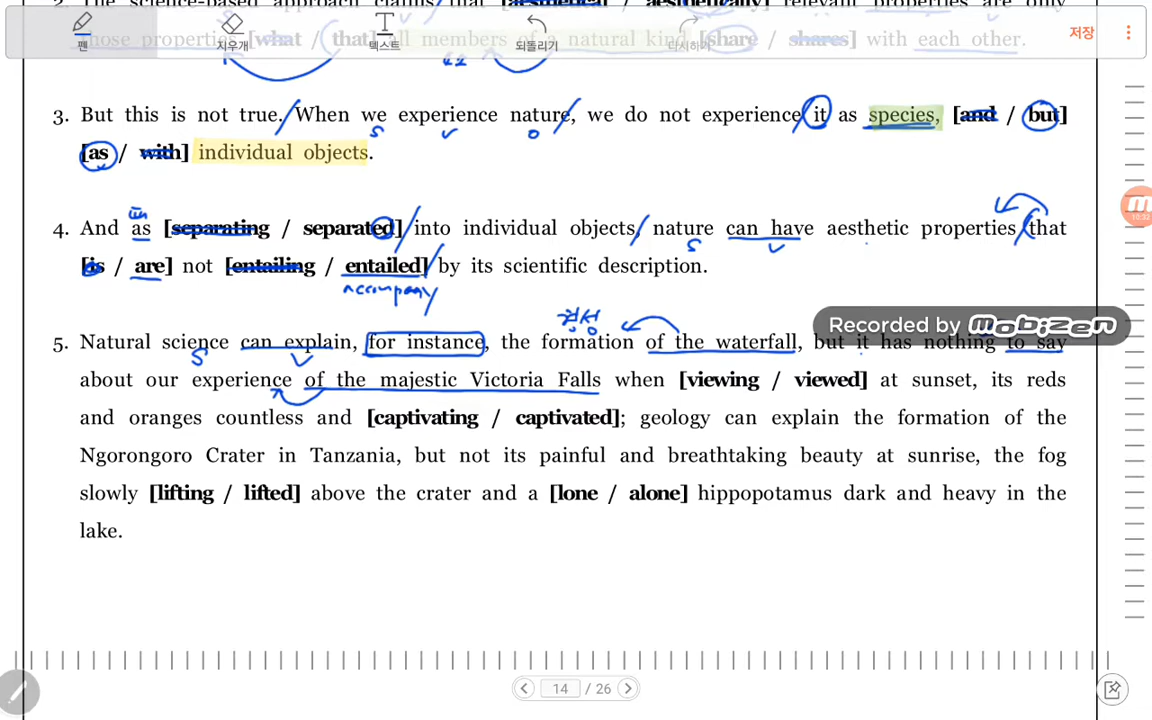 2. The science-based approach claims that [aesthetical / aesthetically] relevant properties are only
펜
지우개
텍스트
되돌리기
다시하기
저장
those properties [what / that] all members of a natural kind [share / shares] with each other.
3. But this is not true. When we experience nature, we do not experience it as species, [and / but]
s v o
[as / with] individual objects.
4. And as [separating / separated] into individual objects, nature can have aesthetic properties that
s v
[is / are] not [entailing / entailed] by its scientific description.
accompany
형성
Recorded by mobizen
5. Natural science can explain, for instance, the formation of the waterfall, but it has nothing to say
s v
about our experience of the majestic Victoria Falls when [viewing / viewed] at sunset, its reds
and oranges countless and [captivating / captivated]; geology can explain the formation of the
Ngorongoro Crater in Tanzania, but not its painful and breathtaking beauty at sunrise, the fog
slowly [lifting / lifted] above the crater and a [lone / alone] hippopotamus dark and heavy in the
lake.
14 / 26